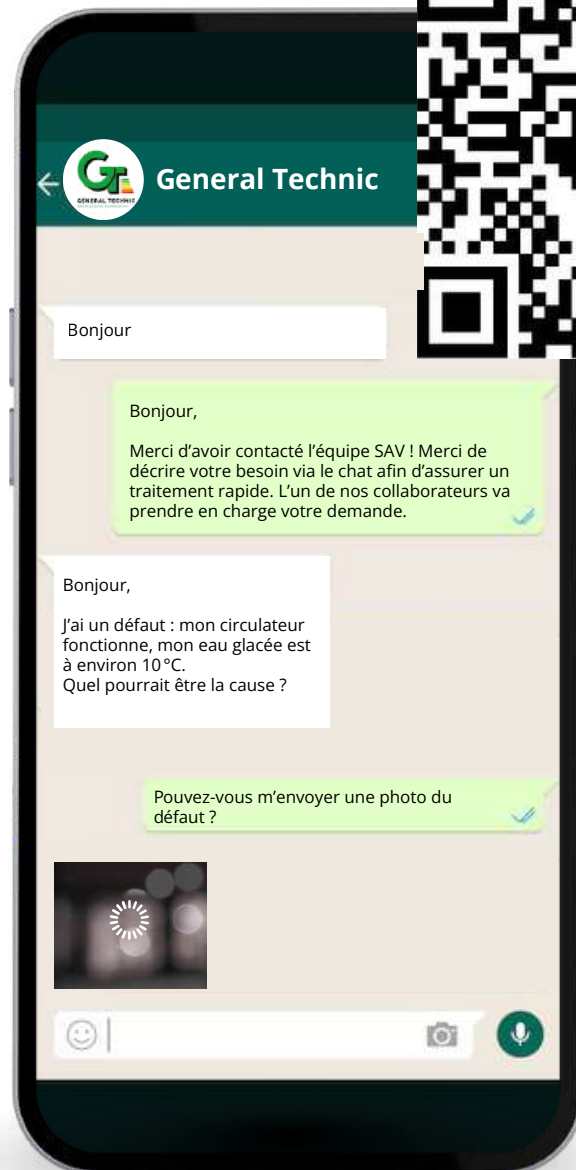 General Technic
GT
GENERAL TECHNIC
Bonjour
Bonjour,
Merci d'avoir contacté l'équipe SAV ! Merci de
décrire votre besoin via le chat afin d'assurer un
traitement rapide. L'un de nos collaborateurs va
prendre en charge votre demande.
Bonjour,
J'ai un défaut : mon circulateur
fonctionne, mon eau glacée est
à environ 10 °C.
Quel pourrait être la cause ?
Pouvez-vous m'envoyer une photo du
défaut ?